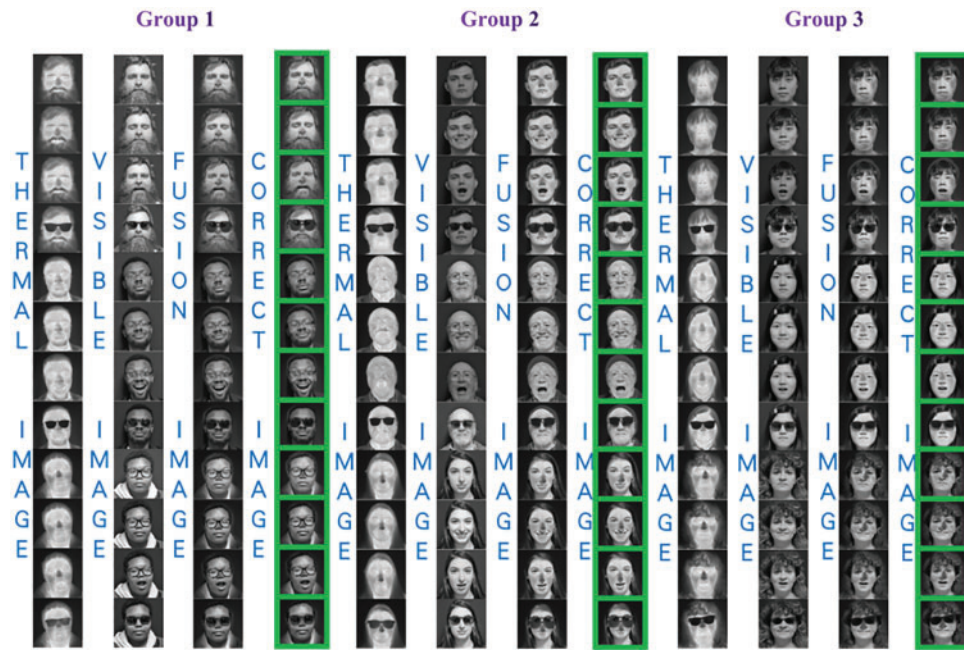 Group 1
Group 2
Group 3
THERMAL IMAGE
VISIBLE IMAGE
FUSION IMAGE
CORRECT IMAGE
THERMAL IMAGE
VISIBLE IMAGE
FUSION IMAGE
CORRECT IMAGE
THERMAL IMAGE
VISIBLE IMAGE
FUSION IMAGE
CORRECT IMAGE